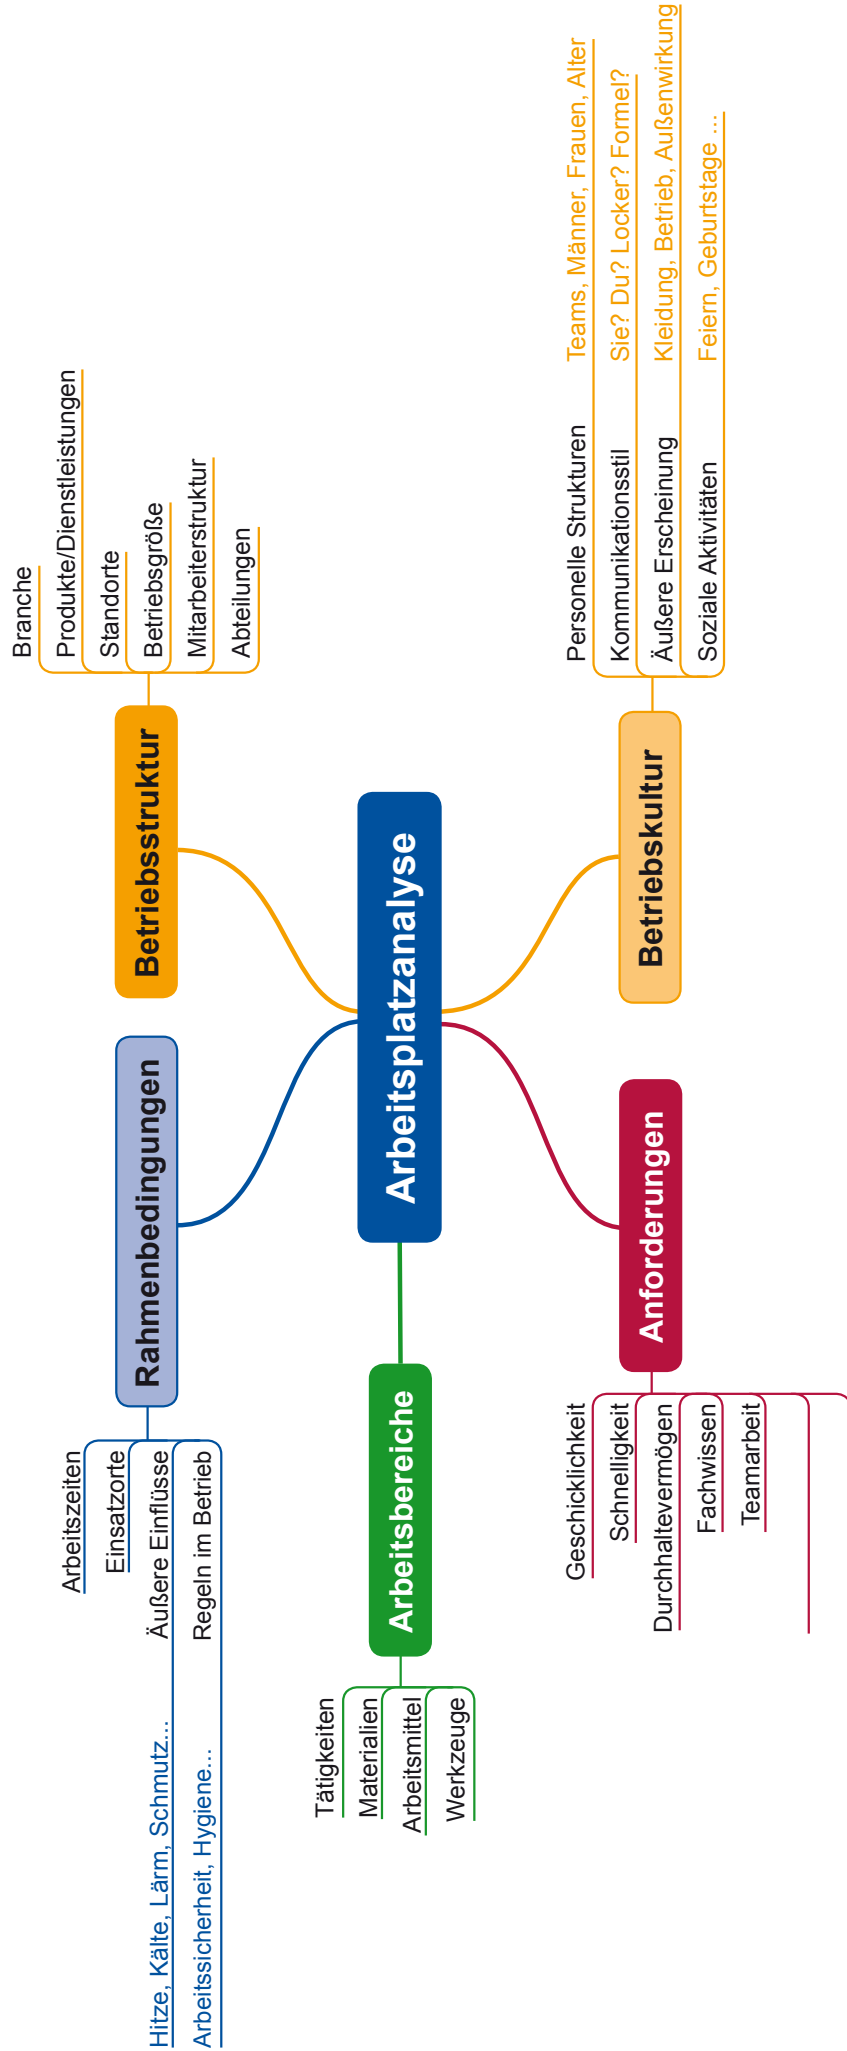 Arbeitsplatzanalyse
Betriebsstruktur
Branche
Produkte/Dienstleistungen
Standorte
Betriebsgröße
Mitarbeiterstruktur
Abteilungen
Betriebskultur
Personelle Strukturen Teams, Männer, Frauen, Alter
Kommunikationsstil Sie? Du? Locker? Formel?
Äußere Erscheinung Kleidung, Betrieb, Außenwirkung
Soziale Aktivitäten Feiern, Geburtstage ...
Rahmenbedingungen
Arbeitszeiten
Einsatzorte
Hitze, Kälte, Lärm, Schmutz... Äußere Einflüsse
Arbeitssicherheit, Hygiene... Regeln im Betrieb
Arbeitsbereiche
Tätigkeiten
Materialien
Arbeitsmittel
Werkzeuge
Anforderungen
Geschicklichkeit
Schnelligkeit
Durchhaltevermögen
Fachwissen
Teamarbeit